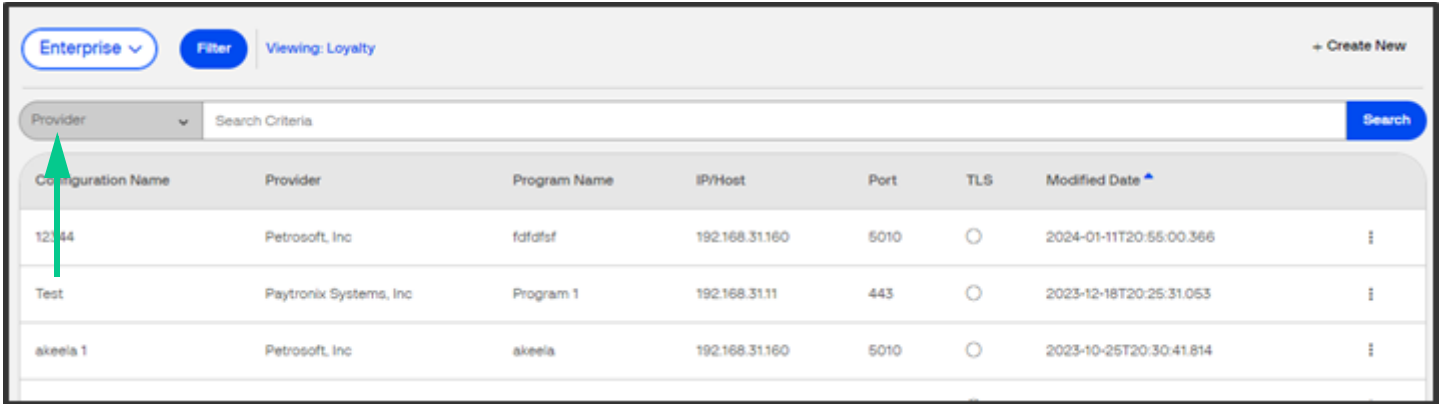 Enterprise Filter Viewing: Loyalty + Create New
Provider Search Criteria Search
Configuration Name Provider Program Name IP/Host Port TLS Modified Date
12344 Petrosoft, Inc fdfdfsf 192.168.31.160 5010 2024-01-11T20:55:00.366
Test Paytronix Systems, Inc Program 1 192.168.31.11 443 2023-12-18T20:25:31.053
akeela 1 Petrosoft, Inc akeela 192.168.31.160 5010 2023-10-25T20:30:41.814